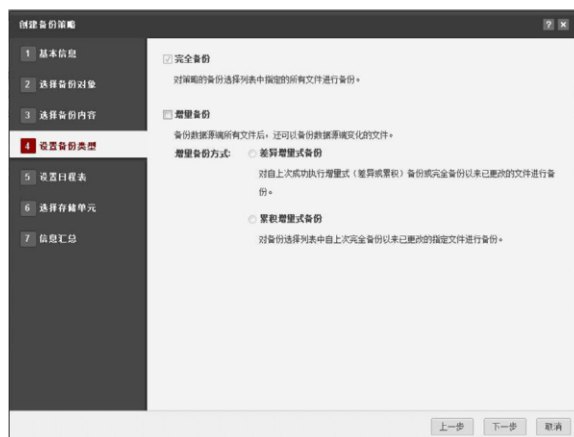 创建备份策略
1 基本信息
2 选择备份对象
3 选择备份内容
4 设置备份类型
5 设置日程表
6 选择存储单元
7 信息汇总
完全备份
对策略的备份选择列表中指定的所有文件进行备份。
增量备份
备份数据源端所有文件后，还可以备份数据源端变化的文件。
增量备份方式: 差异增量式备份
对自上次成功执行增量式（差异或累积）备份或完全备份以来已更改的文件进行备
份。
累积增量式备份
对备份选择列表中自上次完全备份以来已更改的指定文件进行备份。
上一步 下一步 取消